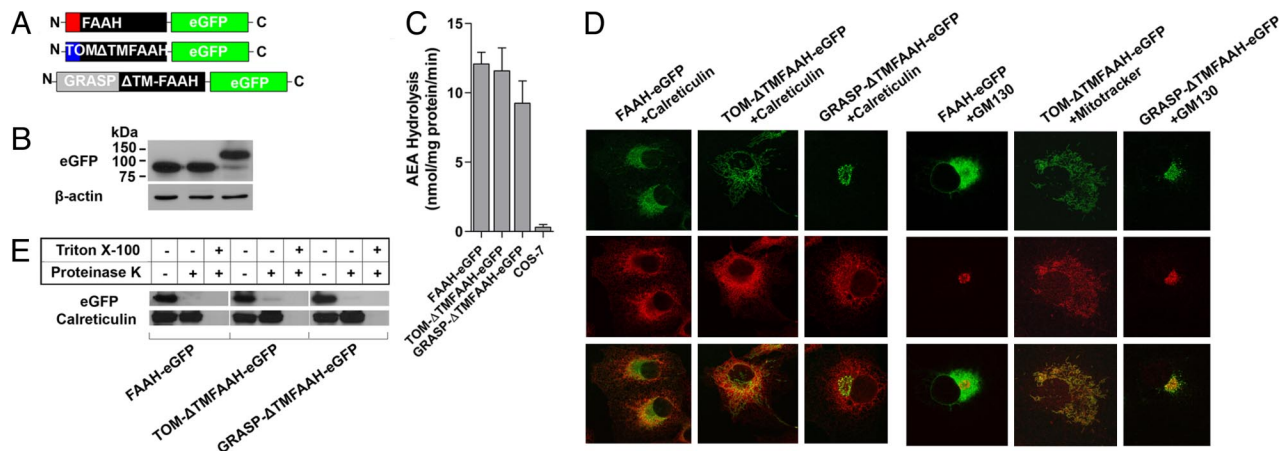 A
N FAAH eGFP C
N TOMΔTMFAAH eGFP C
N GRASP ΔTM-FAAH eGFP C
B
kDa
eGFP
150
100
75
β-actin
C
AEA Hydrolysis
(nmol/mg protein/min)
15
10
5
0
FAAH-eGFP
TOM-ΔTMFAAH-eGFP
GRASP-ΔTMFAAH-eGFP
COS-7
D
FAAH-eGFP
+Calreticulin
TOM-ΔTMFAAH-eGFP
+Calreticulin
GRASP-ΔTMFAAH-eGFP
+Calreticulin
FAAH-eGFP
+GM130
TOM-ΔTMFAAH-eGFP
+Mitotracker
GRASP-ΔTMFAAH-eGFP
+GM130
E
Triton X-100 - - + - - + - - +
Proteinase K - + + - + + - + +
eGFP
Calreticulin
FAAH-eGFP
TOM-ΔTMFAAH-eGFP
GRASP-ΔTMFAAH-eGFP